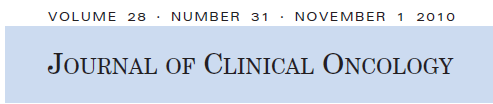 VOLUME 28 · NUMBER 31 · NOVEMBER 1 2010
JOURNAL OF CLINICAL ONCOLOGY